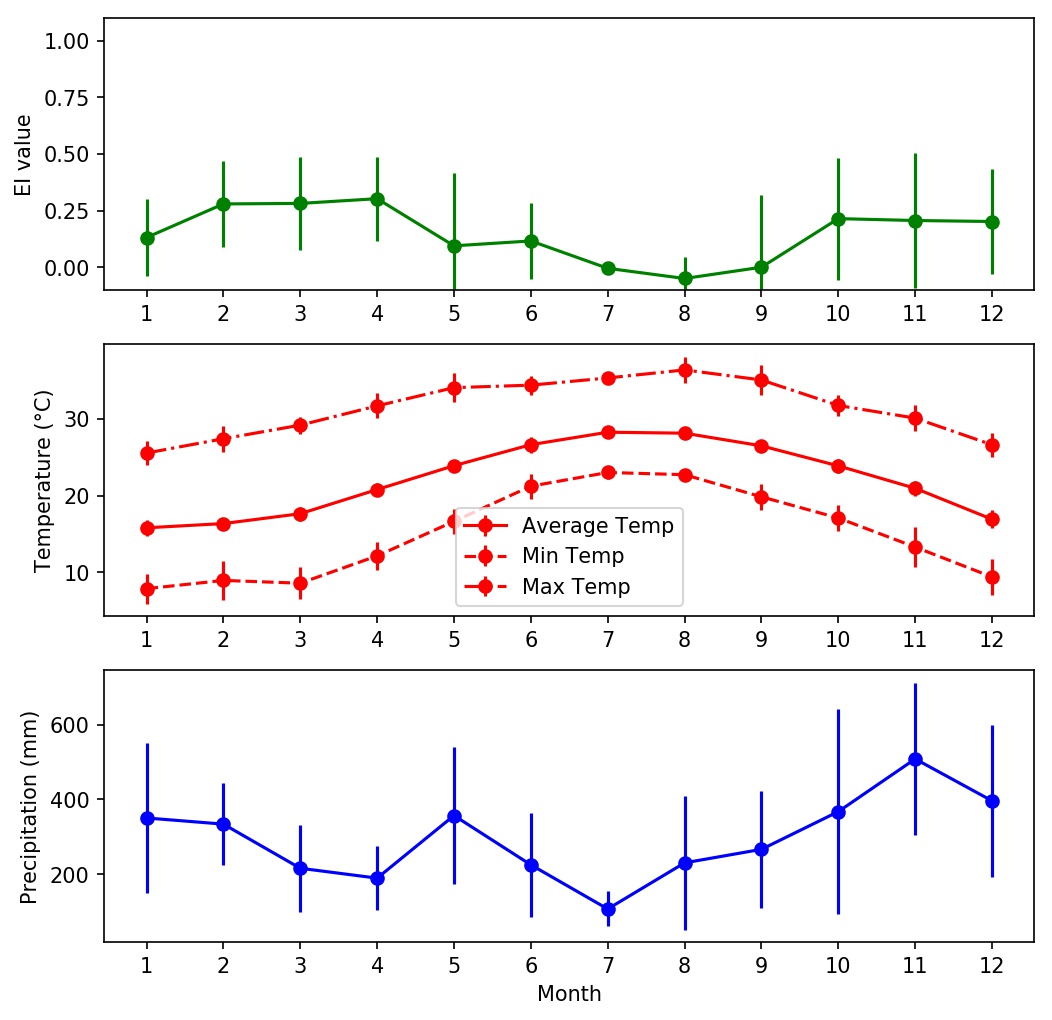 1.00
0.75
0.50
0.25
0.00
EI value
1 2 3 4 5 6 7 8 9 10 11 12
30
20
10
Temperature (°C)
Average Temp
Min Temp
Max Temp
1 2 3 4 5 6 7 8 9 10 11 12
600
400
200
Precipitation (mm)
1 2 3 4 5 6 7 8 9 10 11 12
Month